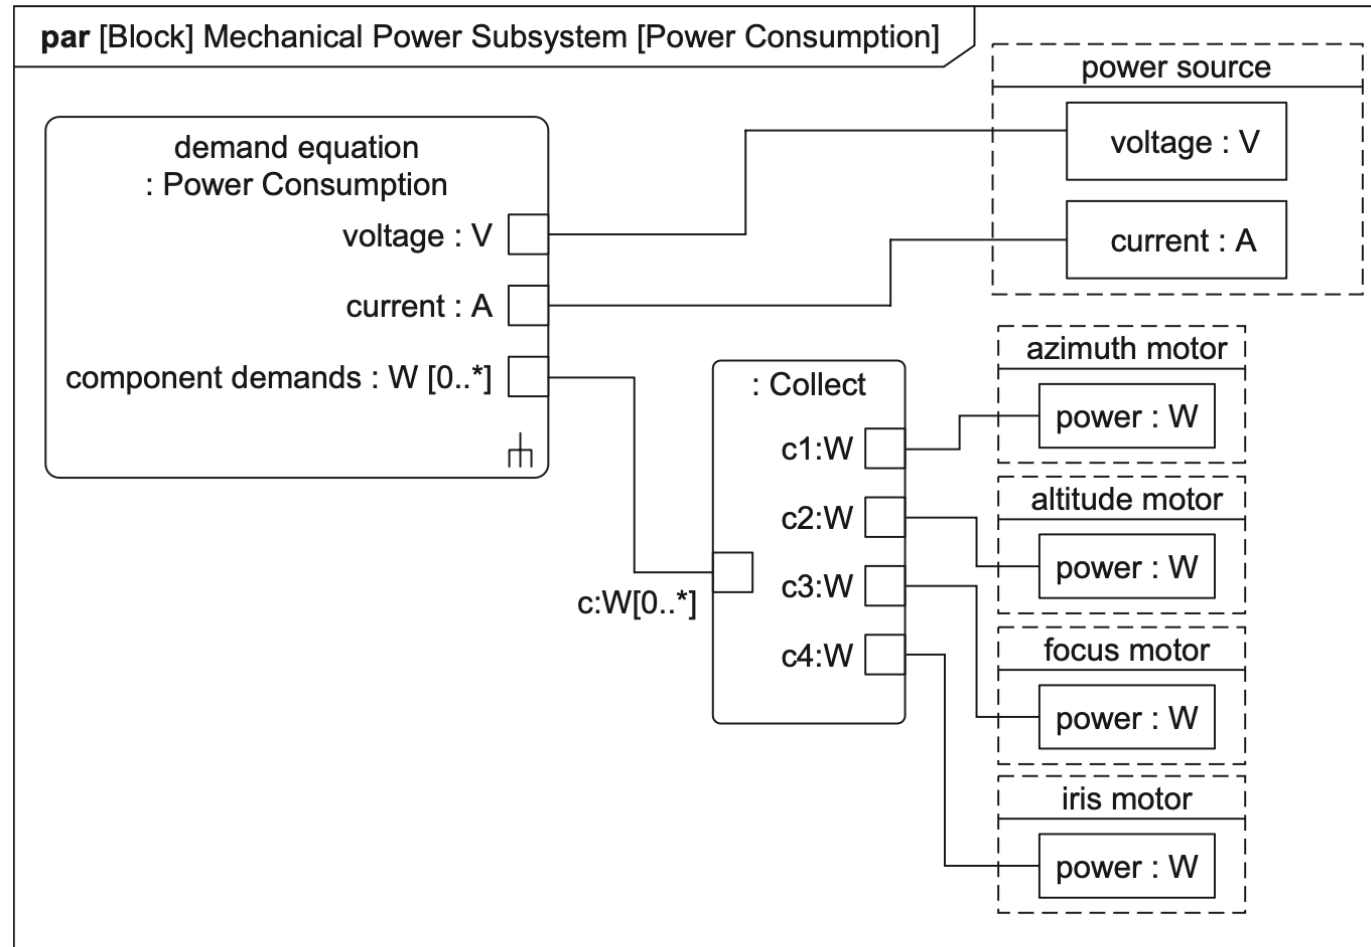 par [Block] Mechanical Power Subsystem [Power Consumption]
power source
voltage : V
current : A
demand equation
: Power Consumption
voltage : V
current : A
component demands : W [0..*]
: Collect
c1:W
c2:W
c3:W
c4:W
c:W[0..*]
azimuth motor
power : W
altitude motor
power : W
focus motor
power : W
iris motor
power : W